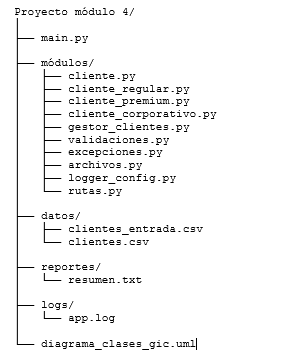 Proyecto módulo 4/
├── main.py
├── módulos/
│   ├── cliente.py
│   ├── cliente_regular.py
│   ├── cliente_premium.py
│   ├── cliente_corporativo.py
│   ├── gestor_clientes.py
│   ├── validaciones.py
│   ├── excepciones.py
│   ├── archivos.py
│   ├── logger_config.py
│   └── rutas.py
├── datos/
│   ├── clientes_entrada.csv
│   └── clientes.csv
├── reportes/
│   └── resumen.txt
├── logs/
│   └── app.log
└── diagrama_clases_gic.uml